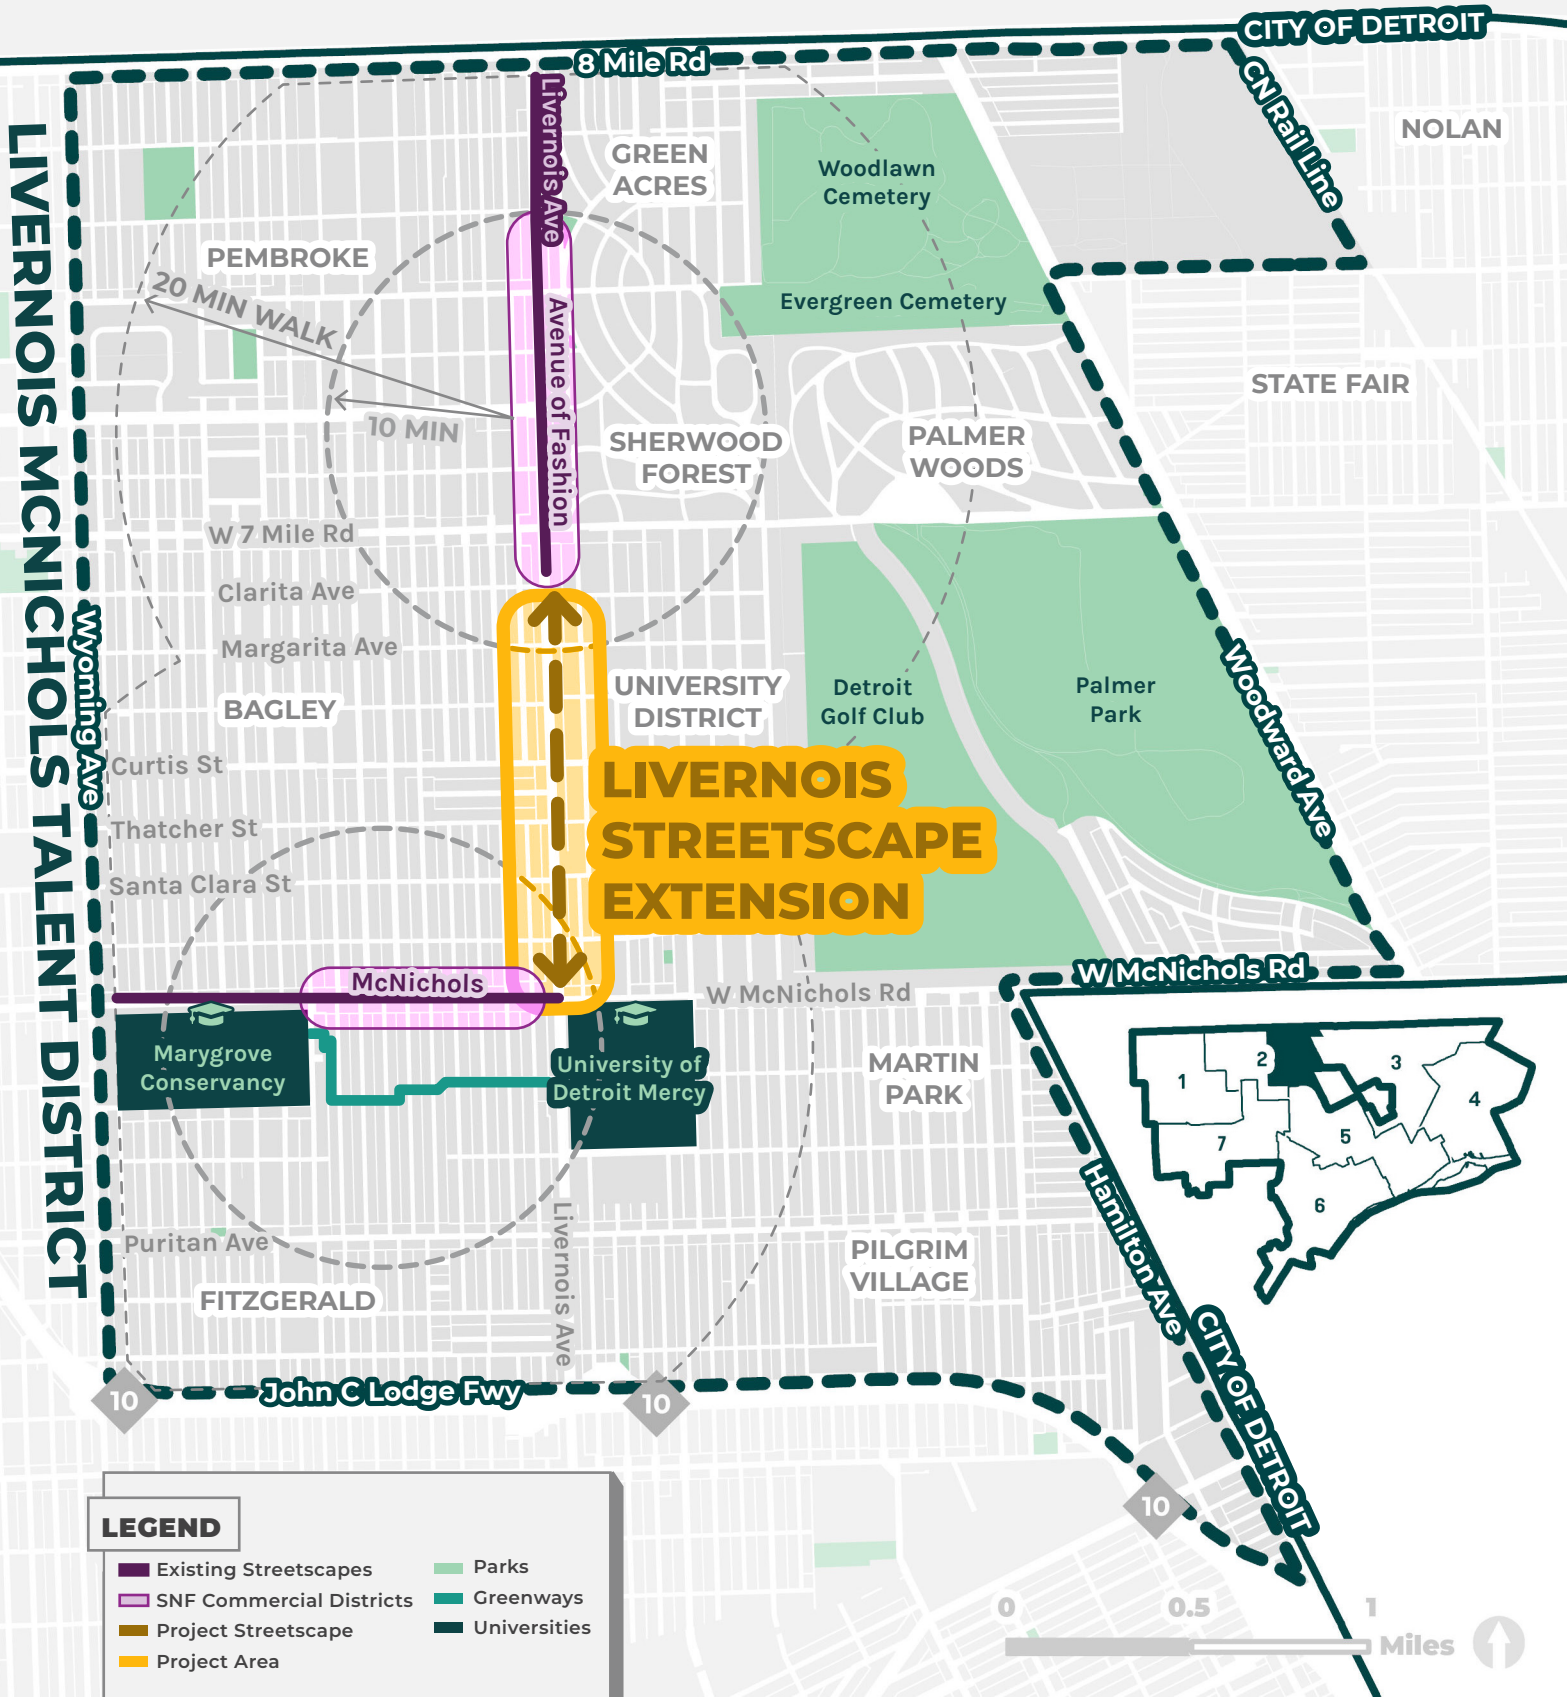 CITY OF DETROIT
8 Mile Rd
CN Rail Line
NOLAN
LIVERNOIS MCNICHOLS TALENT DISTRICT
Livernois Ave
GREEN
ACRES
Woodlawn
Cemetery
PEMBROKE
20 MIN WALK
Evergreen Cemetery
Avenue of Fashion
STATE FAIR
10 MIN
SHERWOOD
FOREST
PALMER
WOODS
W 7 Mile Rd
Clarita Ave
Margarita Ave
Wyoming Ave
BAGLEY
UNIVERSITY
DISTRICT
Detroit
Golf Club
Palmer
Park
Woodward Ave
Curtis St
Thatcher St
Santa Clara St
LIVERNOIS
STREETSCAPE
EXTENSION
McNichols
W McNichols Rd
W McNichols Rd
Marygrove
Conservancy
University of
Detroit Mercy
MARTIN
PARK
1
2
3
4
5
6
7
Hamilton Ave
Livernois Ave
Puritan Ave
PILGRIM
VILLAGE
FITZGERALD
CITY OF DETROIT
10
John C Lodge Fwy
10
10
LEGEND
Existing Streetscapes
SNF Commercial Districts
Project Streetscape
Project Area
Parks
Greenways
Universities
0 0.5 1
Miles